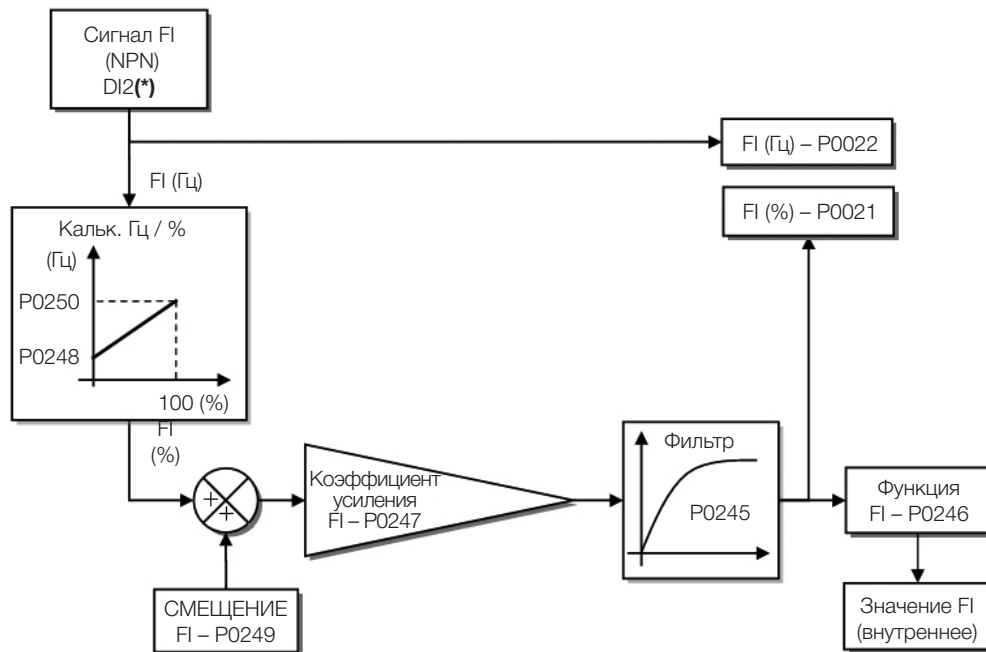 Сигнал FI
(NPN)
DI2(*)
FI (Гц) – P0022
FI (Гц)
FI (%) – P0021
Кальк. Гц / %
(Гц)
P0250
P0248
100 (%)
FI
(%)
Коэффициент
усиления
FI – P0247
Фильтр
P0245
Функция
FI – P0246
++
СМЕЩЕНИЕ
FI – P0249
Значение FI
(внутреннее)